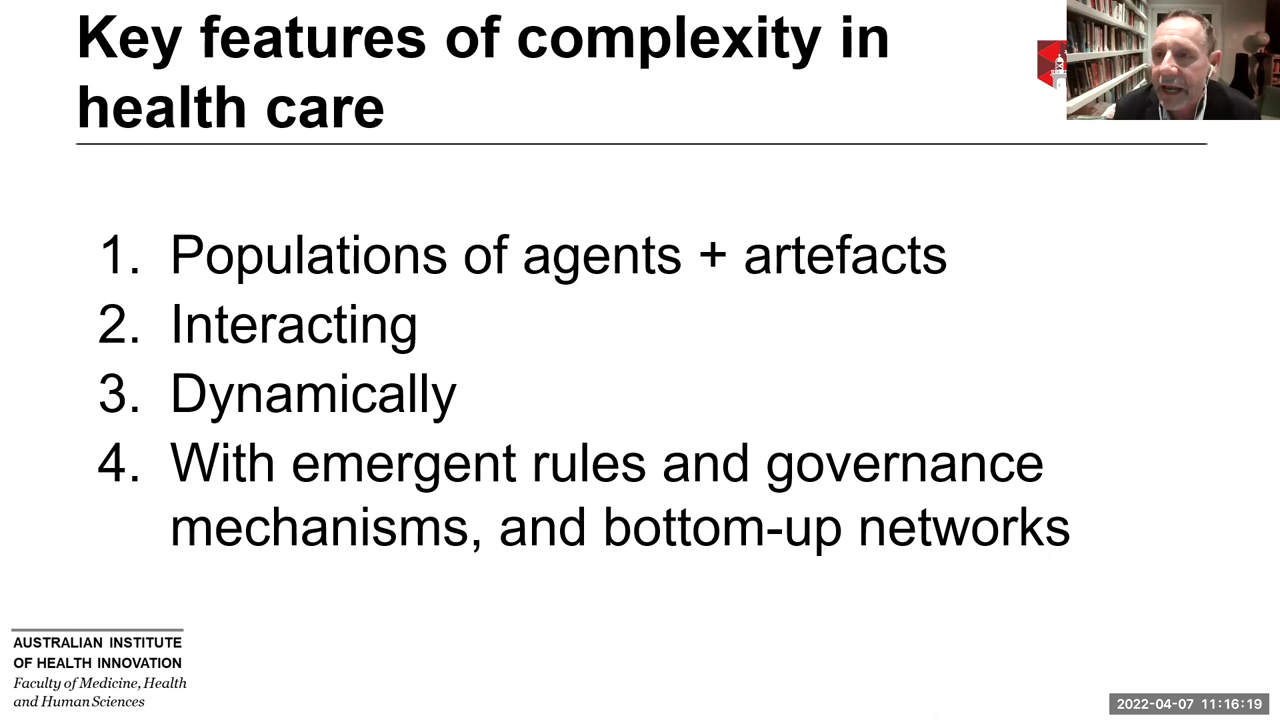 Key features of complexity in
health care
1. Populations of agents + artefacts
2. Interacting
3. Dynamically
4. With emergent rules and governance
mechanisms, and bottom-up networks
AUSTRALIAN INSTITUTE
OF HEALTH INNOVATION
Faculty of Medicine, Health
and Human Sciences
2022-04-07 11:16:19